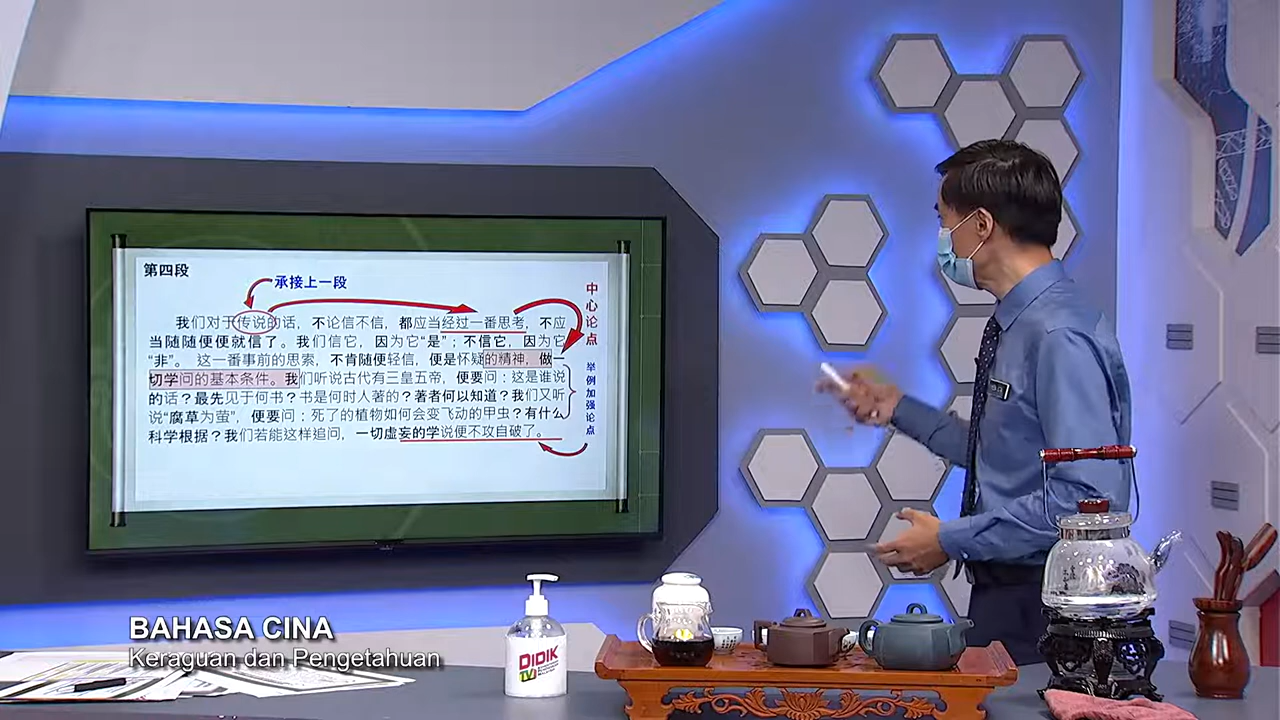 第四段
承接上一段
我们对于传说的话，不论信不信，都应当经过一番思考，不应
当随随便便就信了。我们信它，因为它“是”；不信它，因为它
“非”。这一番事前的思索，不肯随便轻信，便是怀疑的精神，做一
切学问的基本条件。我们听说古代有三皇五帝，便要问：这是谁说
的话？最先见于何书？书是何时人著的？著者何以知道？我们又听
说“腐草为萤”，便要问：死了的植物如何会变飞动的甲虫？有什么
科学根据？我们若能这样追问，一切虚妄的学说便不攻自破了。
中心论点
举例加强论点
BAHASA CINA
Keraguan dan Pengetahuan
DIDIK
TV